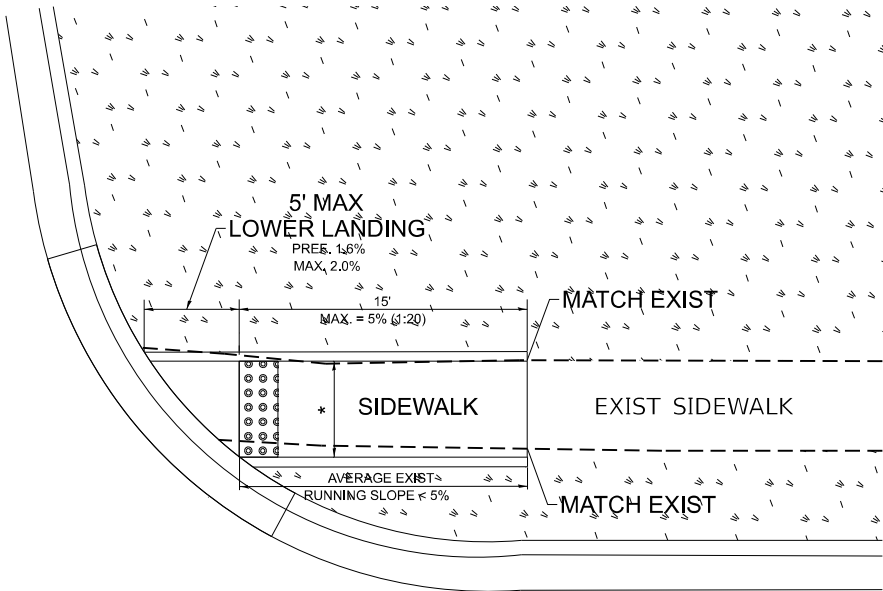 5' MAX
LOWER LANDING
PREF. 1.6%
MAX. 2.0%
15'
MAX. = 5% (1:20)
MATCH EXIST
*
SIDEWALK
EXIST SIDEWALK
AVERAGE EXIST
RUNNING SLOPE < 5%
MATCH EXIST